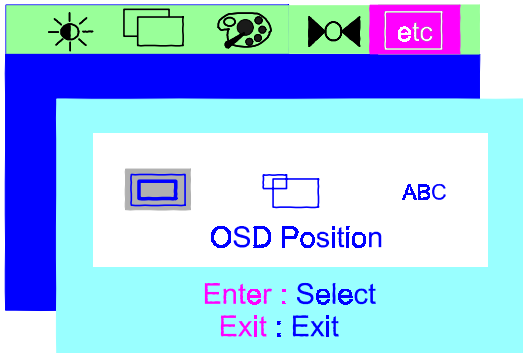 etc
ABC
OSD Position
Enter : Select
Exit : Exit